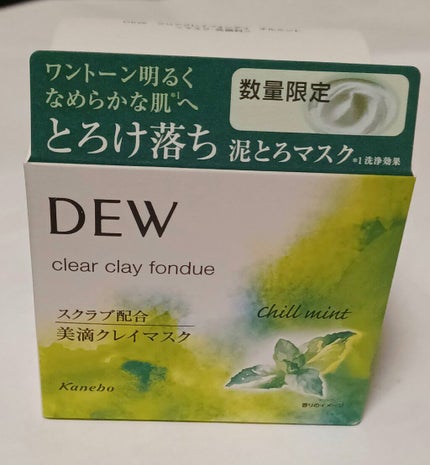 ワントーン明るく
なめらかな肌※1へ
数量限定
とろけ落ち 泥とろマスク
※1 洗浄効果
DEW
clear clay fondue
スクラブ配合
美滴クレイマスク
Chill mint
Kanebo
香りのイメージ